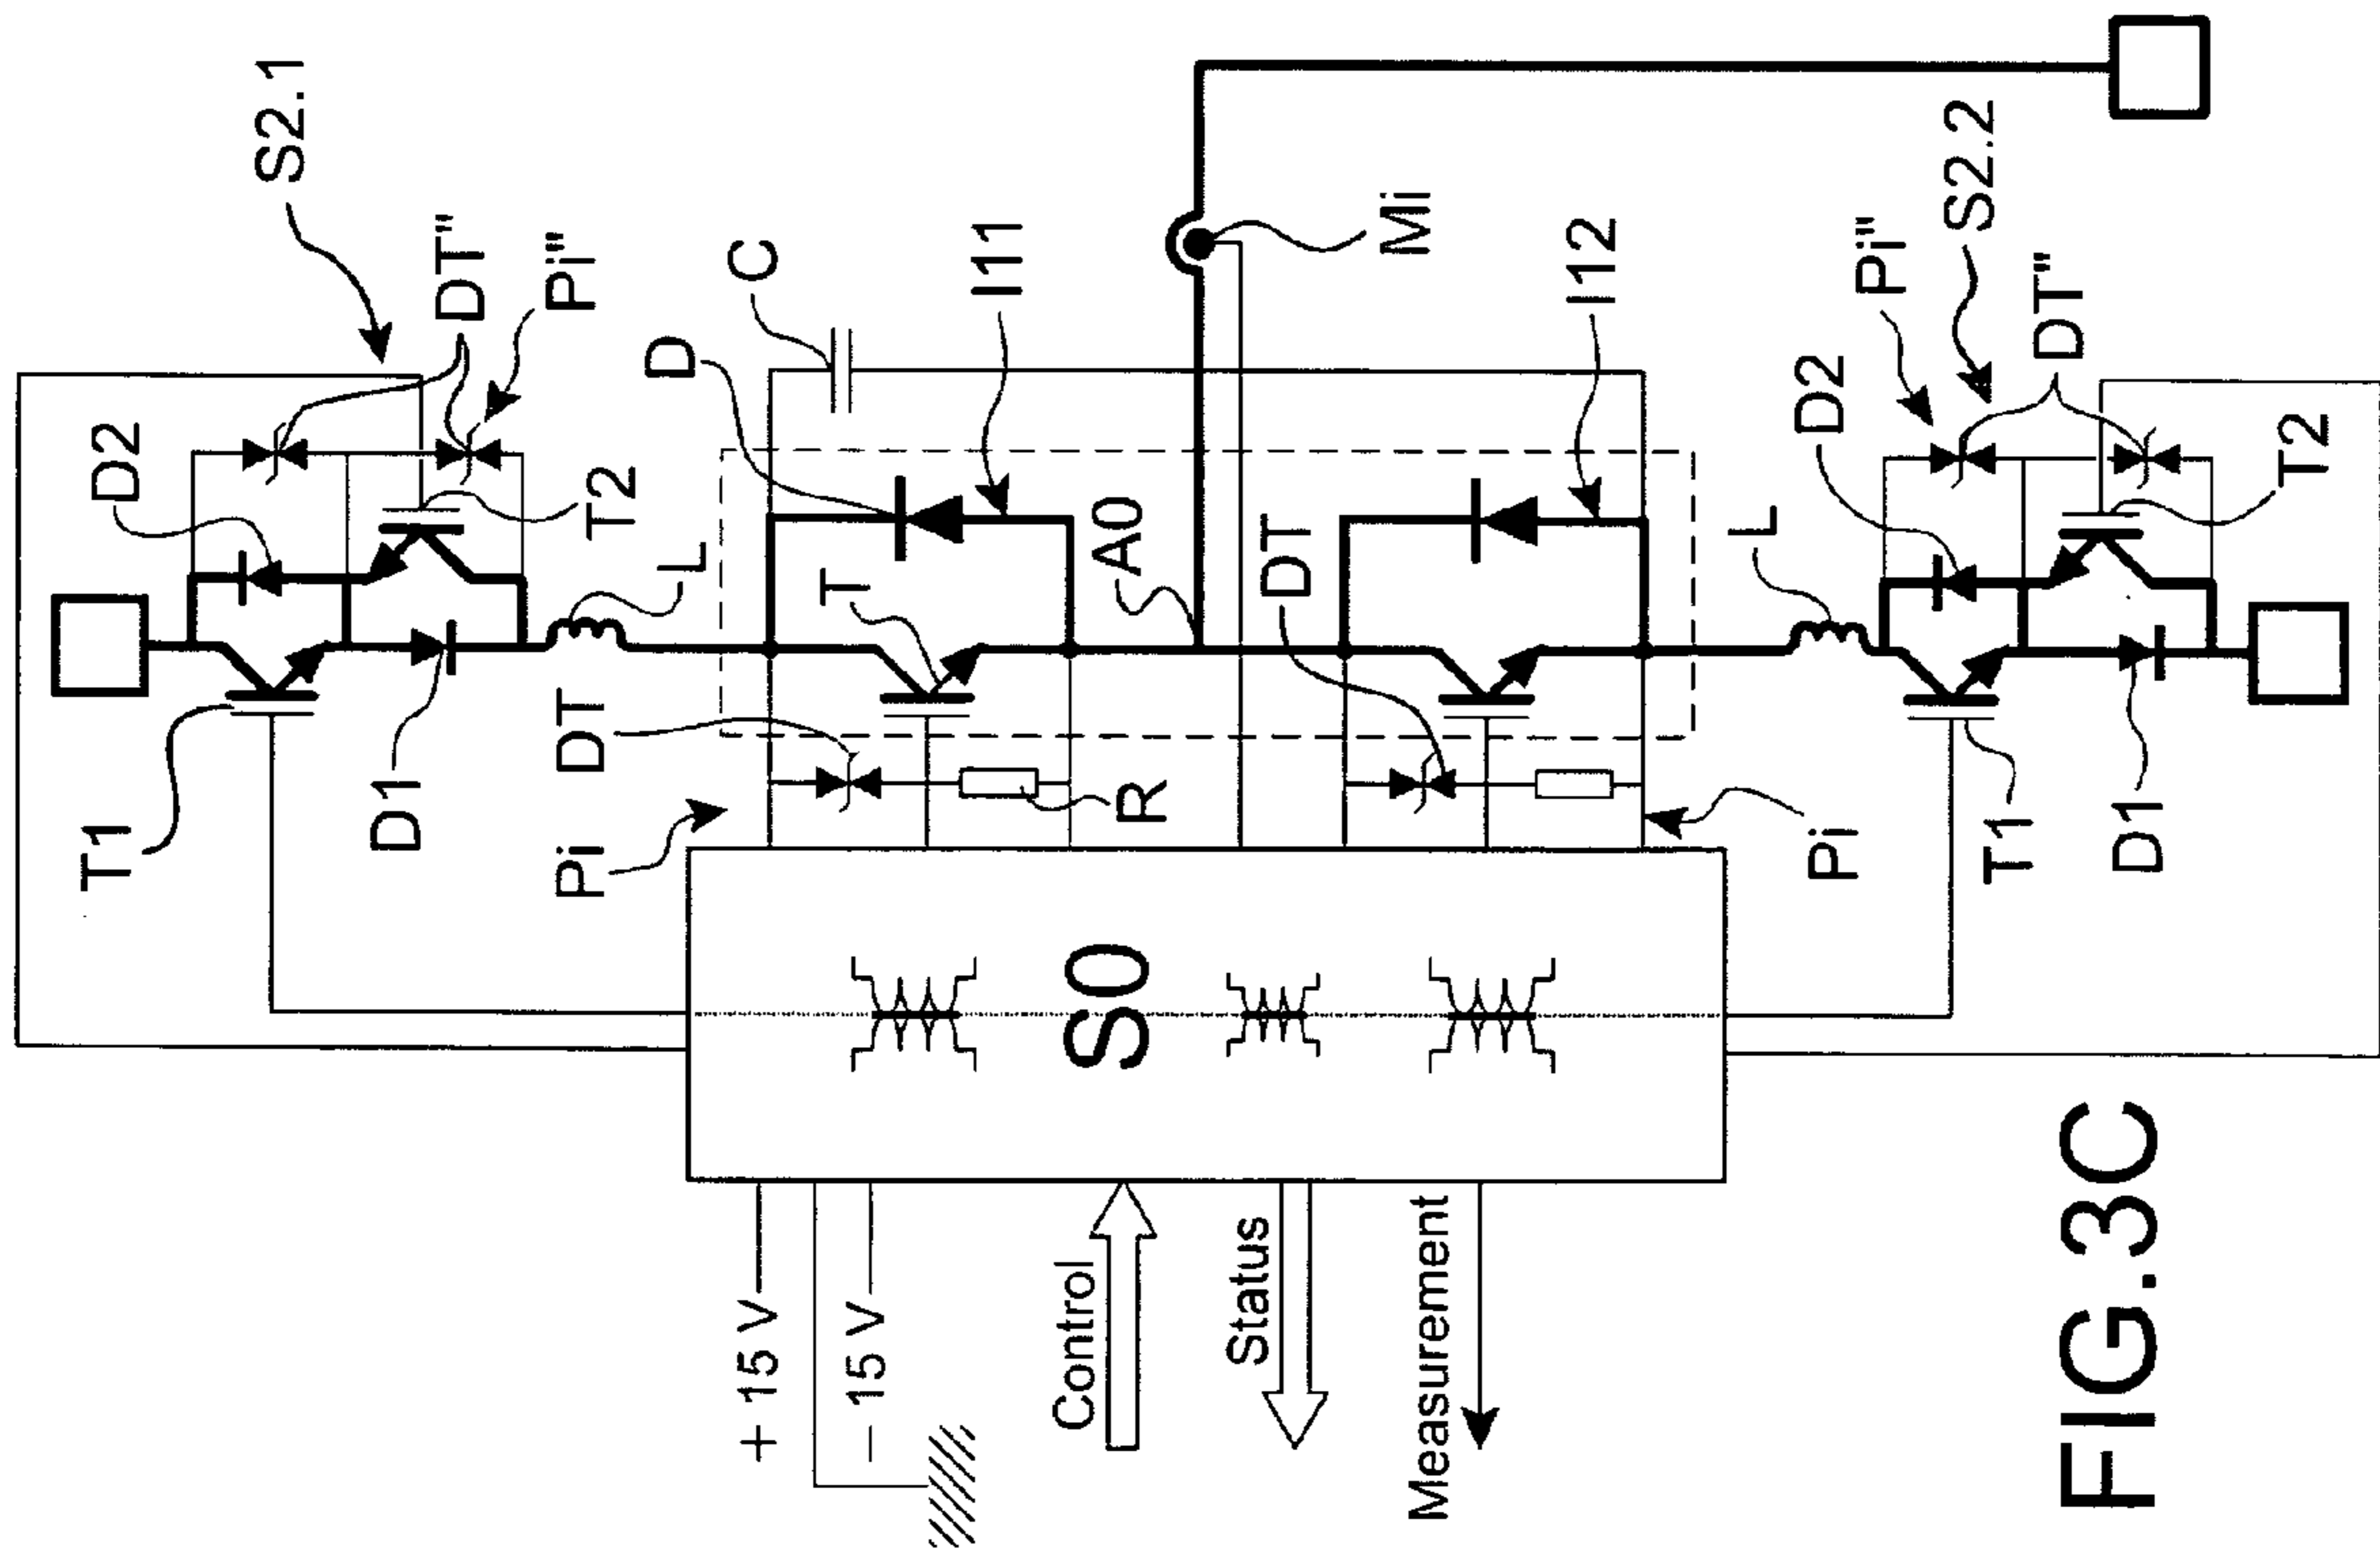 S2.1
DT"
Pi"
D2
T2
T1
D1
L
C
D
I11
T
DT
Pi
R
A0
Mi
I12
DT
Pi
S0
L
D2
Pi"
S2.2
DT"
T2
T1
D1
+ 15 V
– 15 V
Control
Status
Measurement
FIG.3C